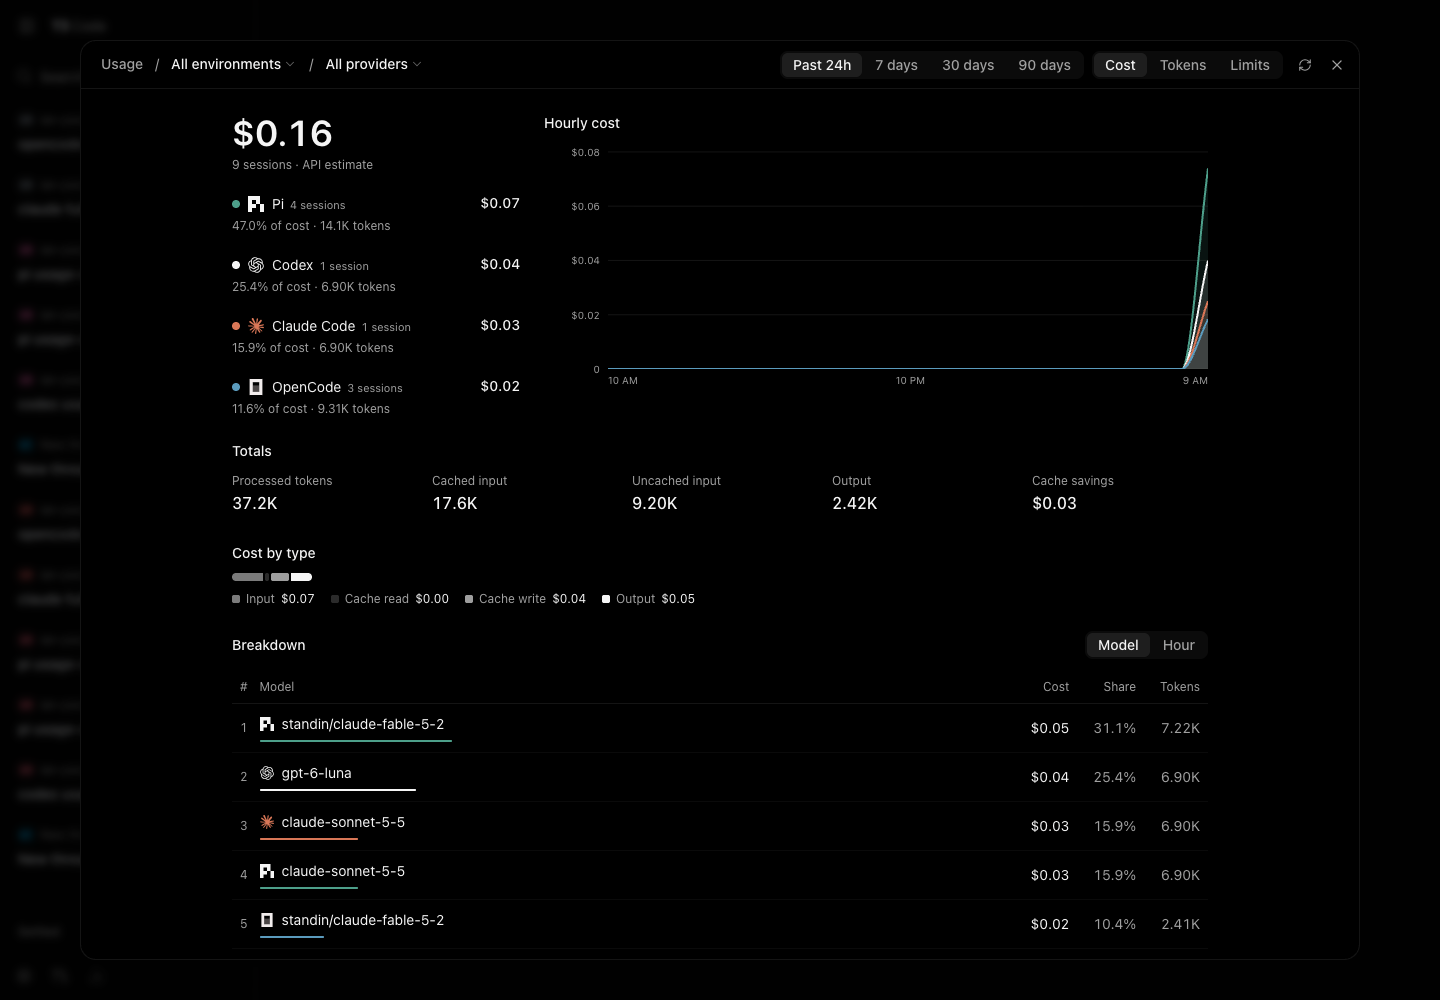 Usage / All environments / All providers
Past 24h 7 days 30 days 90 days Cost Tokens Limits
$0.16
9 sessions · API estimate
Pi 4 sessions $0.07
47.0% of cost · 14.1K tokens
Codex 1 session $0.04
25.4% of cost · 6.90K tokens
Claude Code 1 session $0.03
15.9% of cost · 6.90K tokens
OpenCode 3 sessions $0.02
11.6% of cost · 9.31K tokens
Hourly cost
$0.08
$0.06
$0.04
$0.02
0
10 AM 10 PM 9 AM
Totals
Processed tokens Cached input Uncached input Output Cache savings
37.2K 17.6K 9.20K 2.42K $0.03
Cost by type
Input $0.07 Cache read $0.00 Cache write $0.04 Output $0.05
Breakdown Model Hour
# Model Cost Share Tokens
1 standin/claude-fable-5-2 $0.05 31.1% 7.22K
2 gpt-6-luna $0.04 25.4% 6.90K
3 claude-sonnet-5-5 $0.03 15.9% 6.90K
4 claude-sonnet-5-5 $0.03 15.9% 6.90K
5 standin/claude-fable-5-2 $0.02 10.4% 2.41K